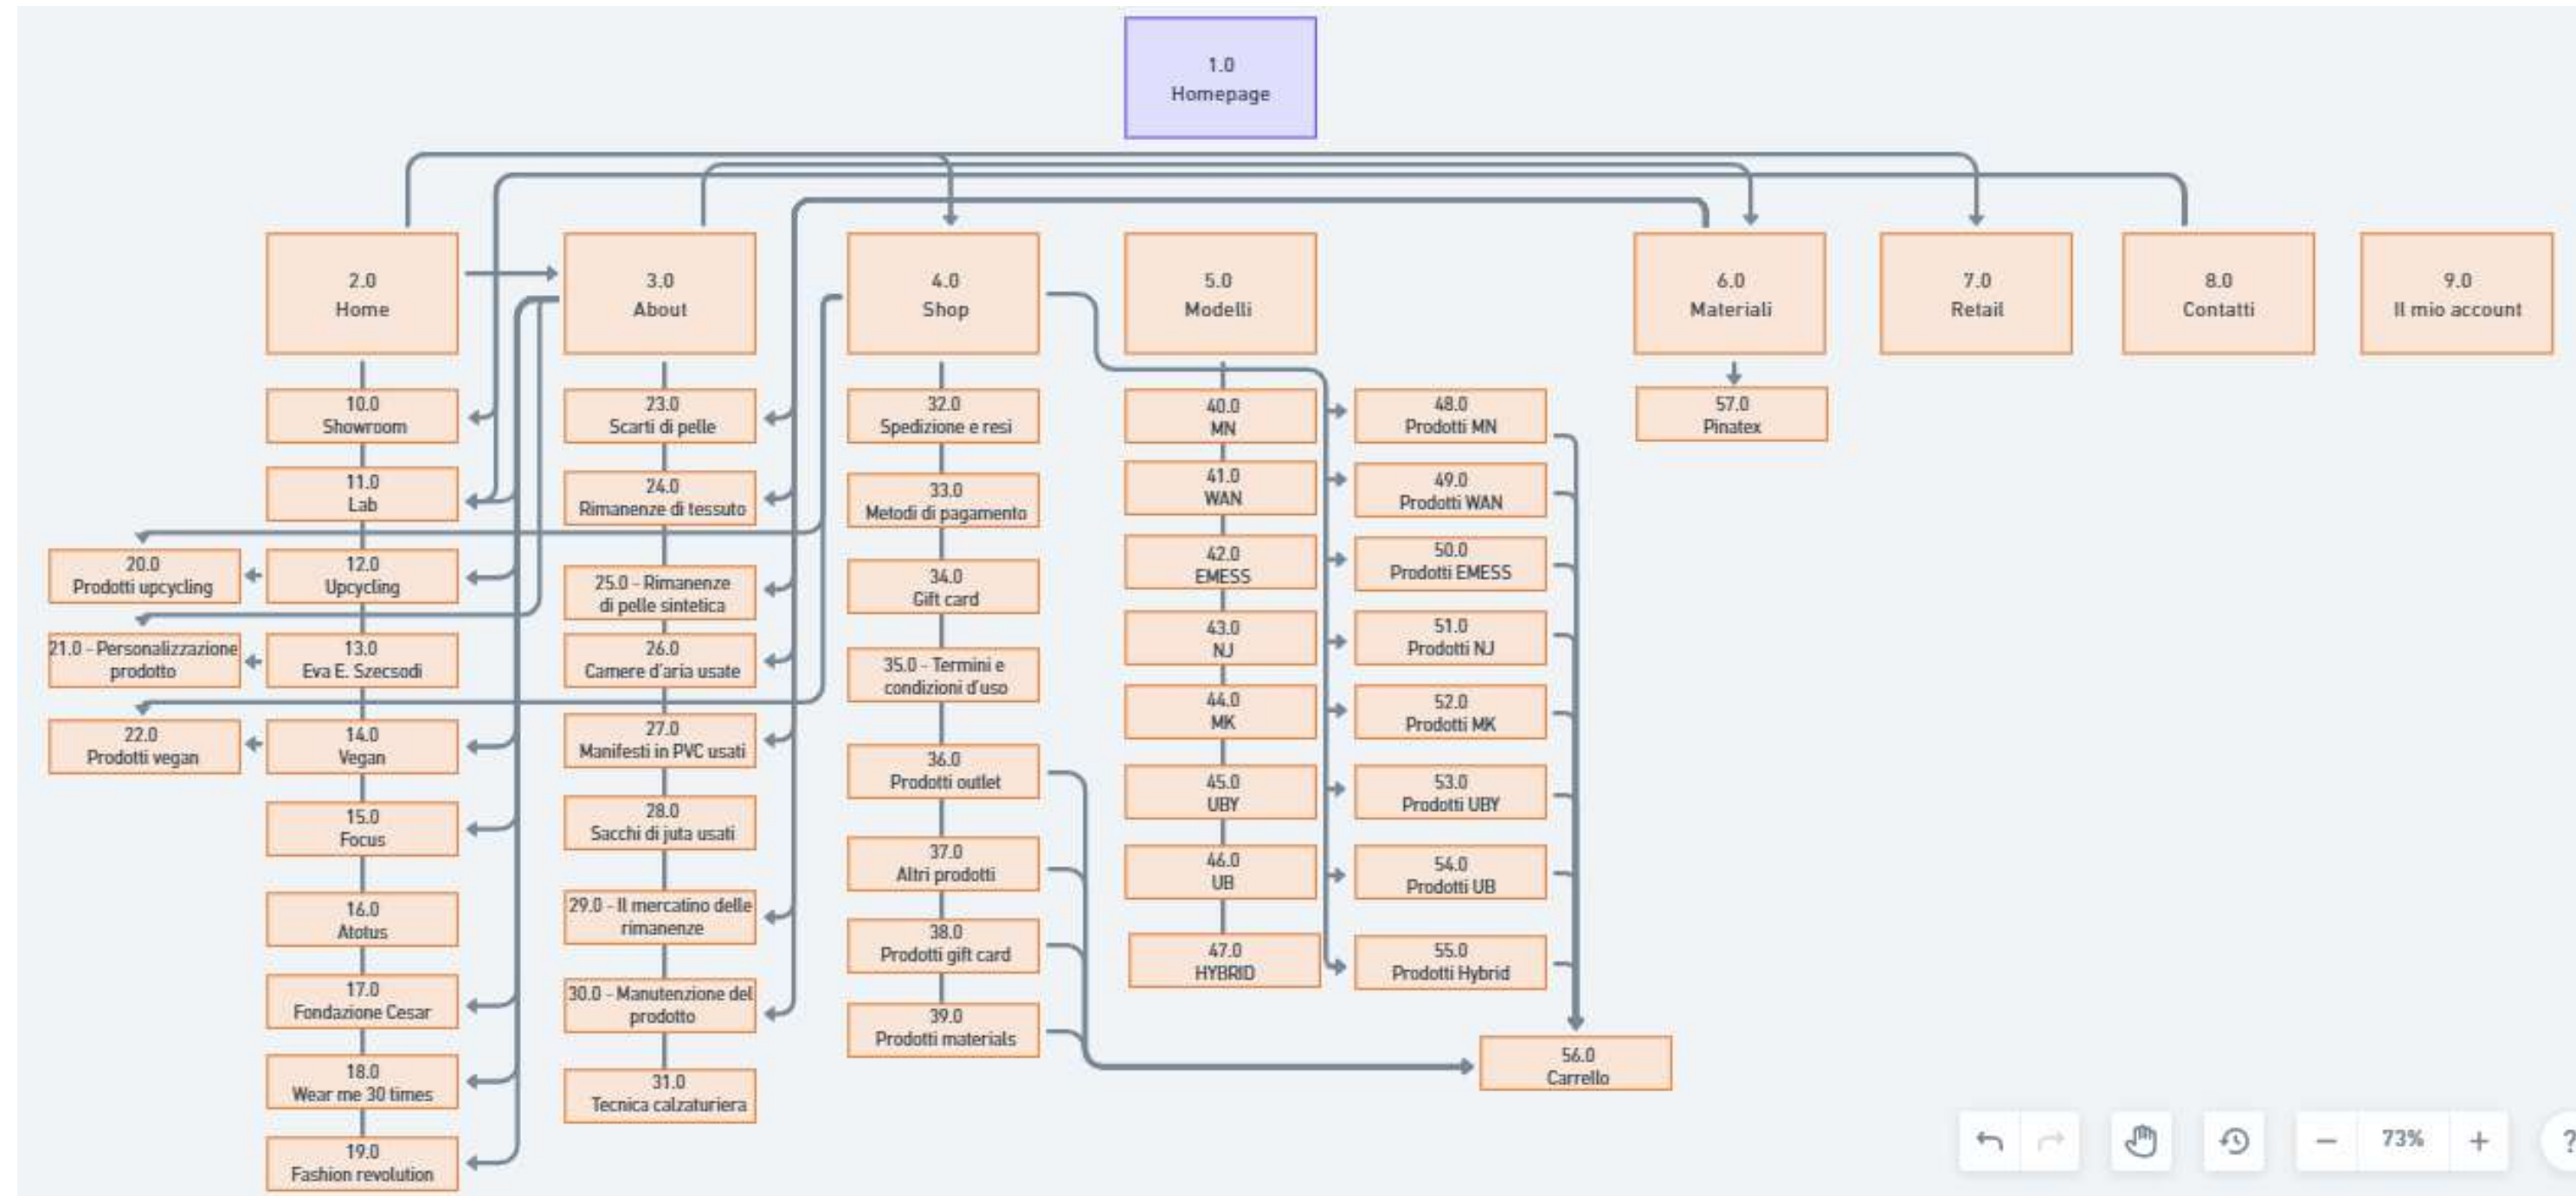 1.0
Homepage
2.0
Home
3.0
About
4.0
Shop
5.0
Modelli
6.0
Materiali
7.0
Retail
8.0
Contatti
9.0
Il mio account
10.0
Showroom
11.0
Lab
12.0
Upcycling
13.0
Eva E. Szecsodi
14.0
Vegan
15.0
Focus
16.0
Atotus
17.0
Fondazione Cesar
18.0
Wear me 30 times
19.0
Fashion revolution
20.0
Prodotti upcycling
21.0 - Personalizzazione
prodotto
22.0
Prodotti vegan
23.0
Scarti di pelle
24.0
Rimanenze di tessuto
25.0 - Rimanenze
di pelle sintetica
26.0
Camere d'aria usate
27.0
Manifesti in PVC usati
28.0
Sacchi di juta usati
29.0 - Il mercatino delle
rimanenze
30.0 - Manutenzione del
prodotto
31.0
Tecnica calzaturiera
32.0
Spedizione e resi
33.0
Metodi di pagamento
34.0
Gift card
35.0 - Termini e
condizioni d'uso
36.0
Prodotti outlet
37.0
Altri prodotti
38.0
Prodotti gift card
39.0
Prodotti materials
40.0
MN
41.0
WAN
42.0
EMESS
43.0
NJ
44.0
MK
45.0
UBY
46.0
UB
47.0
HYBRID
48.0
Prodotti MN
49.0
Prodotti WAN
50.0
Prodotti EMESS
51.0
Prodotti NJ
52.0
Prodotti MK
53.0
Prodotti UBY
54.0
Prodotti UB
55.0
Prodotti Hybrid
56.0
Carrello
57.0
Pinatex
73%
?